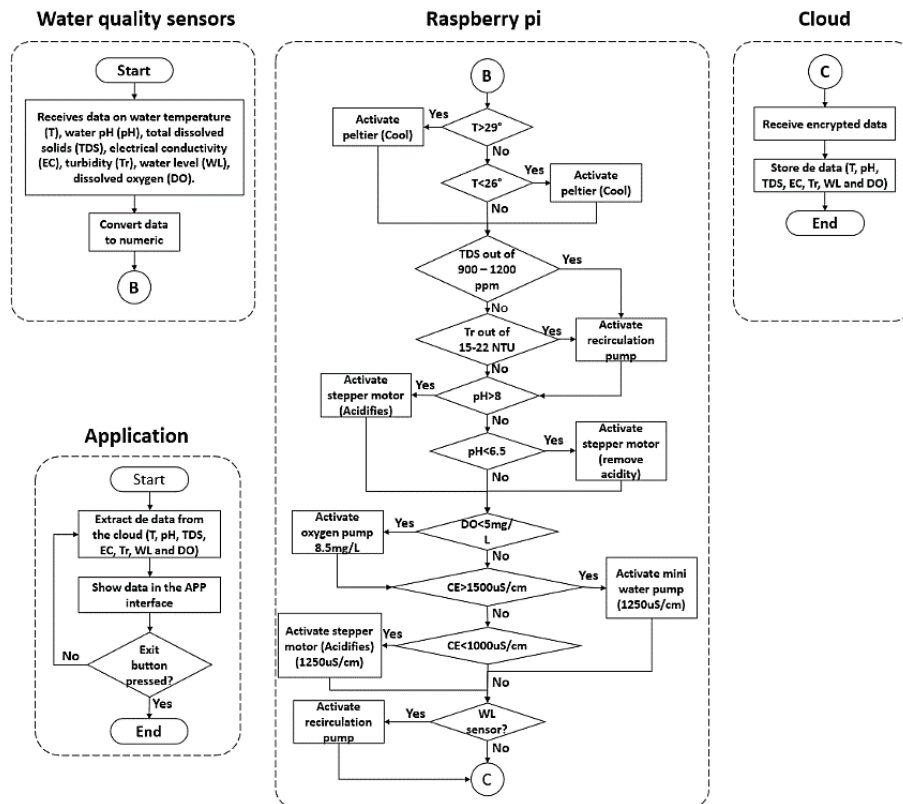 Water quality sensors
Start
Receives data on water temperature
(T), water pH (pH), total dissolved
solids (TDS), electrical conductivity
(EC), turbidity (Tr), water level (WL),
dissolved oxygen (DO).
Convert data
to numeric
B
Application
Start
Extract de data from
the cloud (T, pH, TDS,
EC, Tr, WL and DO)
Show data in the APP
interface
No
Exit
button
pressed?
Yes
End
Raspberry pi
B
Activate
peltier (Cool)
Yes
T>29°
No
T<26°
Yes
Activate
peltier (Cool)
No
TDS out of
900 – 1200
ppm
Yes
No
Tr out of
15-22 NTU
Yes
Activate
recirculation
pump
No
Activate
stepper motor
(Acidifies)
Yes
pH>8
No
pH<6.5
Yes
Activate
stepper motor
(remove
acidity)
No
Activate
oxygen pump
8.5mg/L
Yes
DO<5mg/
L
No
CE>1500uS/cm
Yes
Activate mini
water pump
(1250uS/cm)
No
Activate stepper
motor (Acidifies)
(1250uS/cm)
Yes
CE<1000uS/cm
No
Activate
recirculation
pump
Yes
WL
sensor?
No
C
Cloud
C
Receive encrypted data
Store de data (T, pH,
TDS, EC, Tr, WL and DO)
End